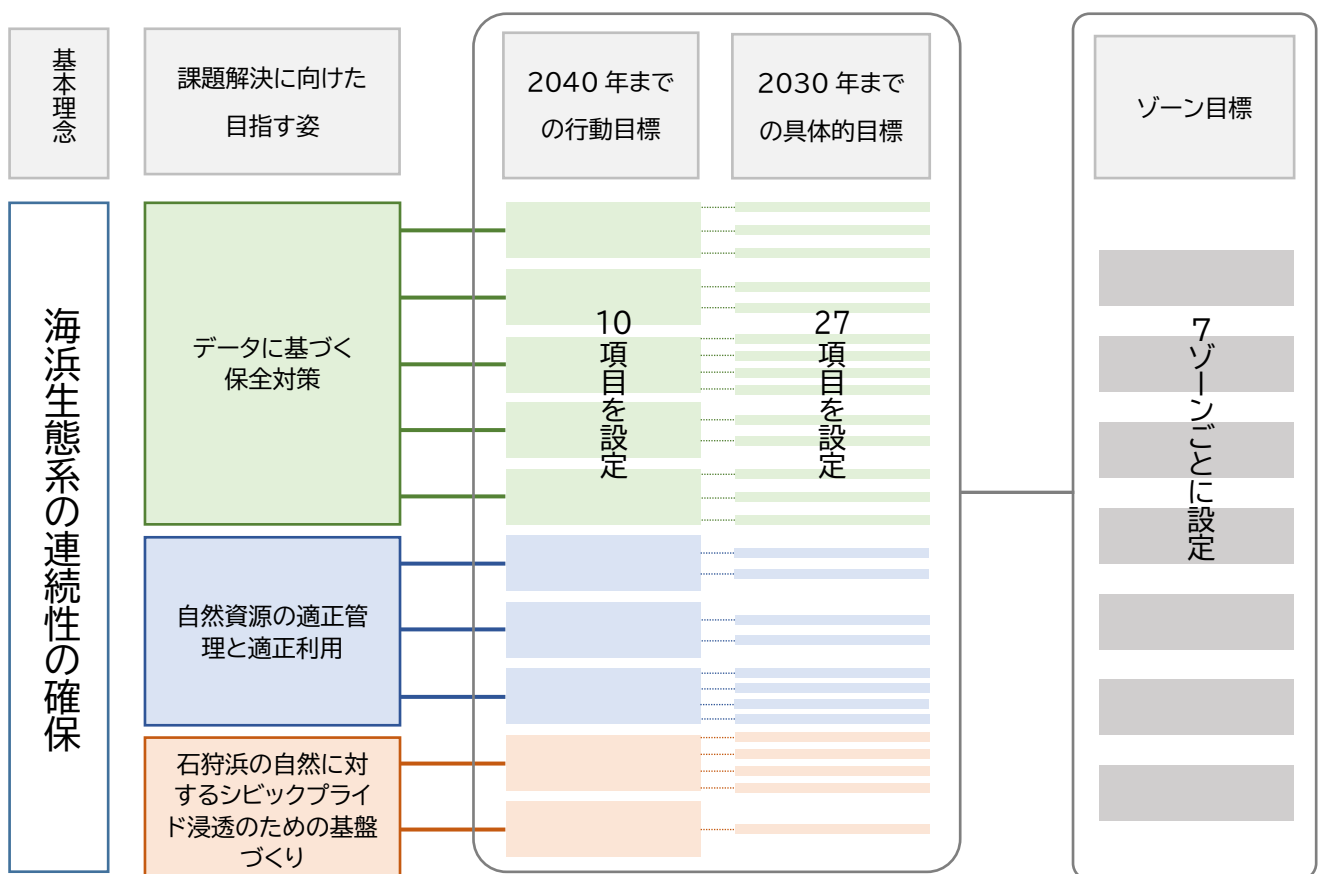 基本理念
課題解決に向けた
目指す姿
2040 年まで
の行動目標
2030 年まで
の具体的目標
ゾーン目標
海浜生態系の連続性の確保
データに基づく
保全対策
自然資源の適正管
理と適正利用
石狩浜の自然に対
するシビックプライ
ド浸透のための基盤
づくり
10項目を設定
27項目を設定
7ゾーンごとに設定